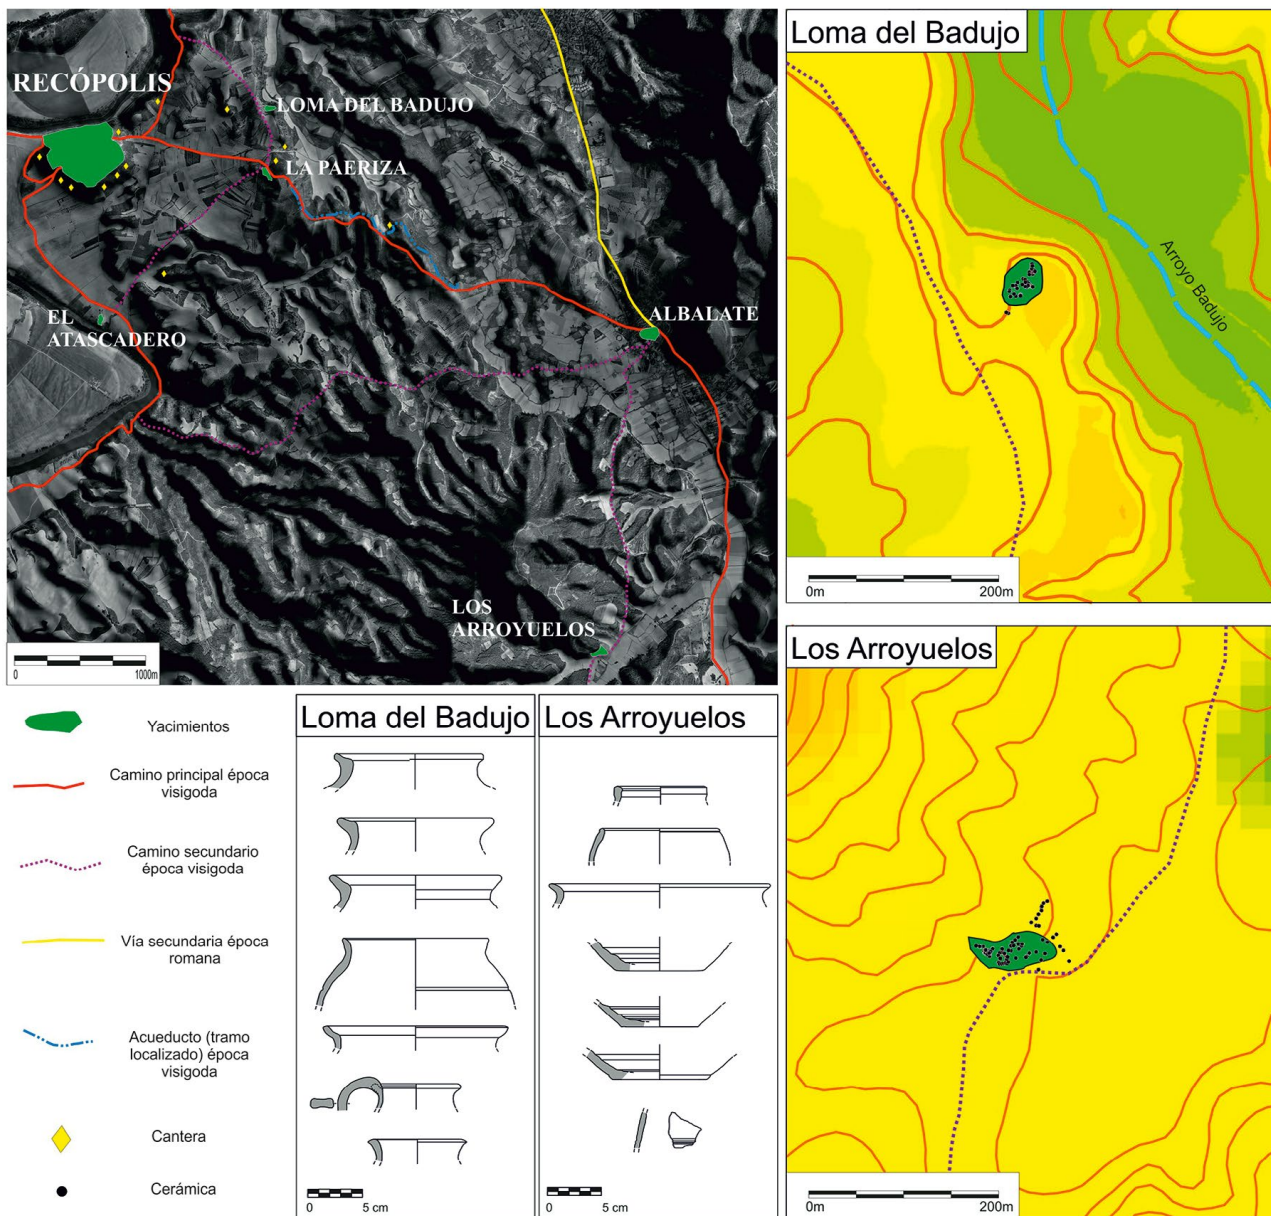 RECÓPOLIS
LOMA DEL BADUJO
LA PAERIZA
EL
ATASCADERO
ALBALATE
LOS
ARROYUELOS
0 1000m
Loma del Badujo
Arroyo Badujo
0m 200m
Los Arroyuelos
0m 200m
Yacimientos
Camino principal época
visigoda
Camino secundario
época visigoda
Vía secundaria época
romana
Acueducto (tramo
localizado) época
visigoda
Cantera
Cerámica
Loma del Badujo
0 5 cm
Los Arroyuelos
0 5 cm